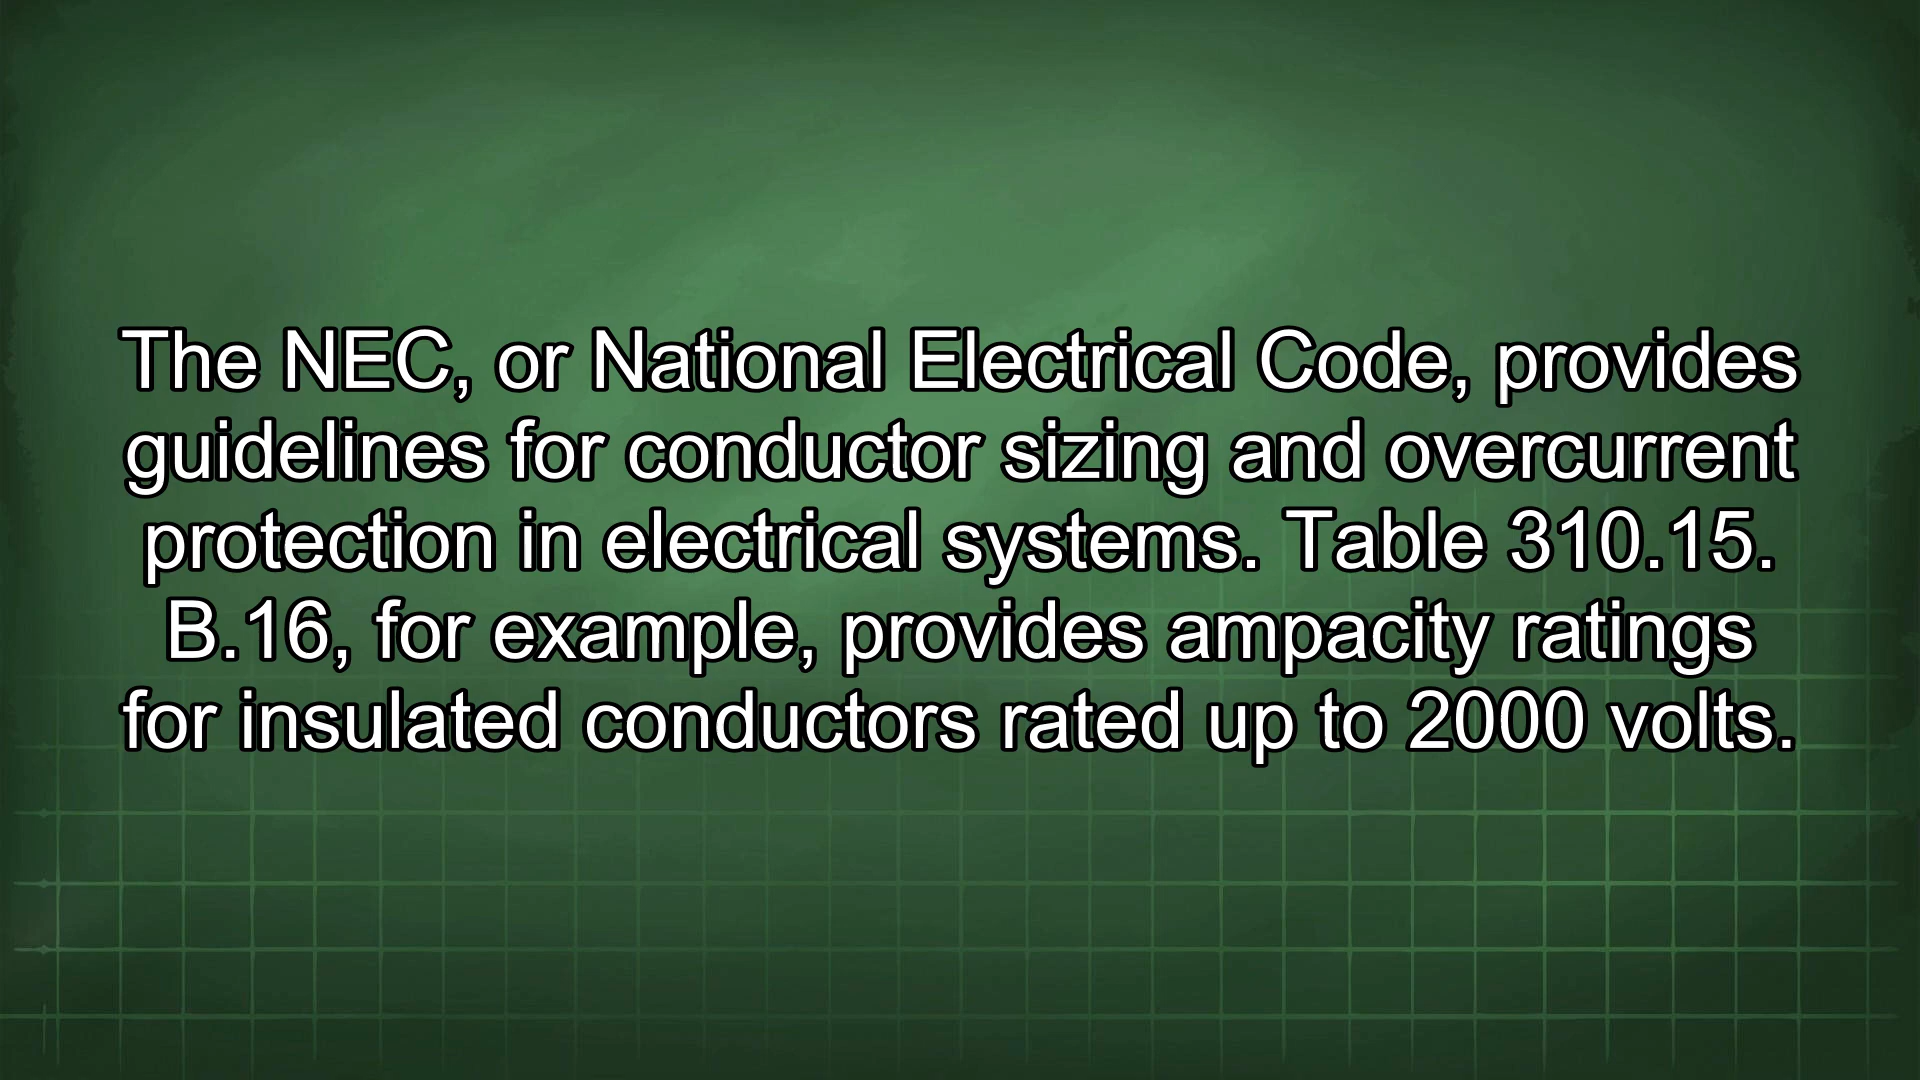 The NEC, or National Electrical Code, provides
guidelines for conductor sizing and overcurrent
protection in electrical systems. Table 310.15.
B.16, for example, provides ampacity ratings
for insulated conductors rated up to 2000 volts.